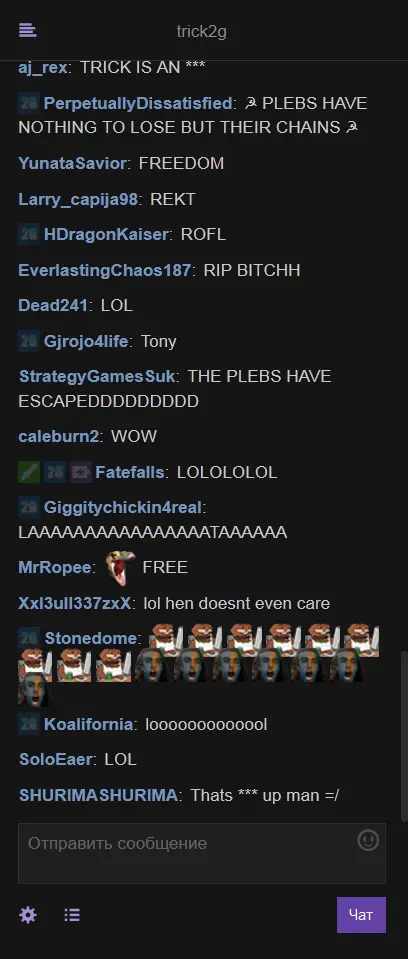 trick2g
aj_rex: TRICK IS AN ***
PerpetuallyDissatisfied: ☭ PLEBS HAVE
NOTHING TO LOSE BUT THEIR CHAINS ☭
YunataSavior: FREEDOM
Larry_capija98: REKT
HDragonKaiser: ROFL
EverlastingChaos187: RIP BITCHH
Dead241: LOL
Gjrojo4life: Tony
StrategyGamesSuk: THE PLEBS HAVE
ESCAPEDDDDDDDDD
caleburn2: WOW
Fatefalls: LOLOLOLOL
Giggitychickin4real:
LAAAAAAAAAAAAAAAATAAAAAA
MrRopee: FREE
Xxl3ull337zxX: lol hen doesnt even care
Stonedome:
Koalifornia: looooooooooool
SoloEaer: LOL
SHURIMASHURIMA: Thats *** up man =/
Отправить сообщение
Чат